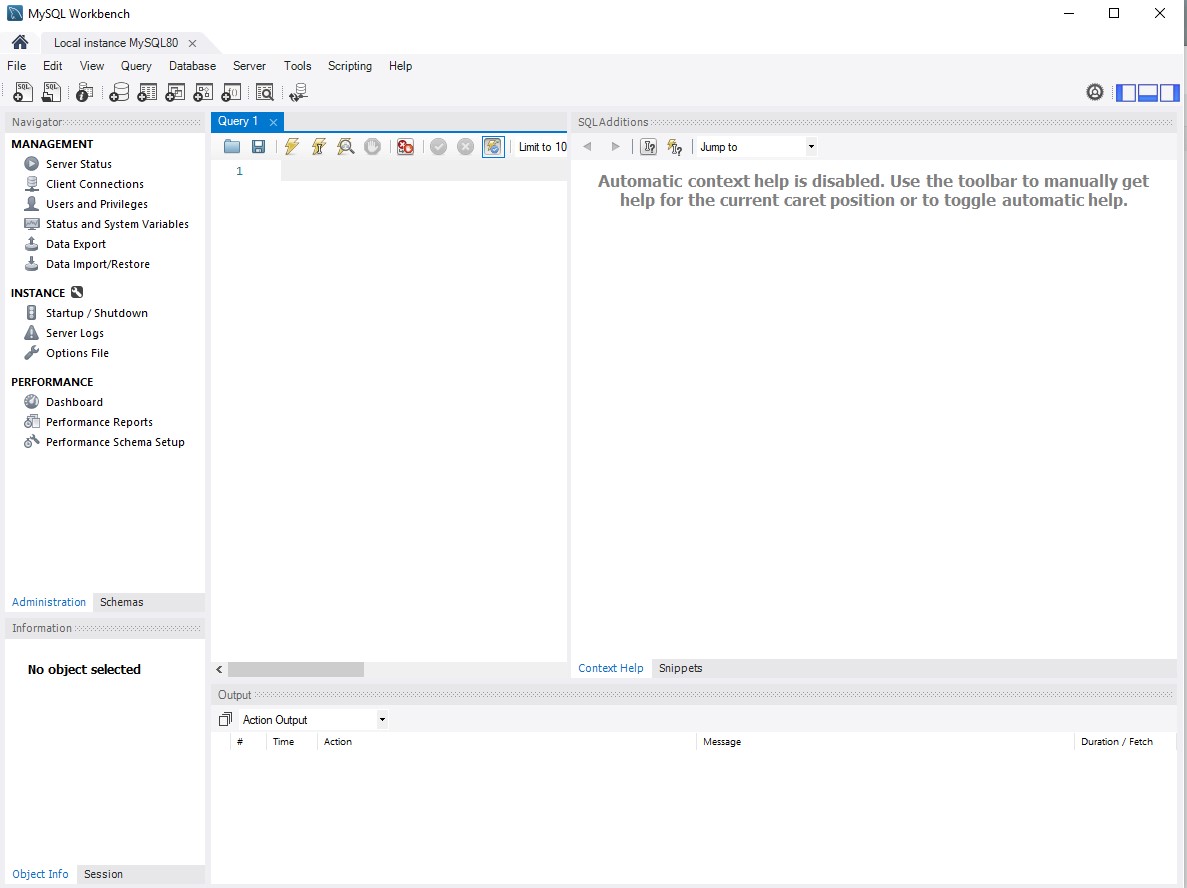 MySQL Workbench
Local instance MySQL80
File Edit View Query Database Server Tools Scripting Help
SQL SQL
Navigator
MANAGEMENT
Server Status
Client Connections
Users and Privileges
Status and System Variables
Data Export
Data Import/Restore
INSTANCE
Startup / Shutdown
Server Logs
Options File
PERFORMANCE
Dashboard
Performance Reports
Performance Schema Setup
Administration Schemas
Information
No object selected
Object Info Session
Query 1
Limit to 10
1
SQLAdditions
Jump to
Automatic context help is disabled. Use the toolbar to manually get
help for the current caret position or to toggle automatic help.
Context Help Snippets
Output
Action Output
# Time Action Message Duration / Fetch